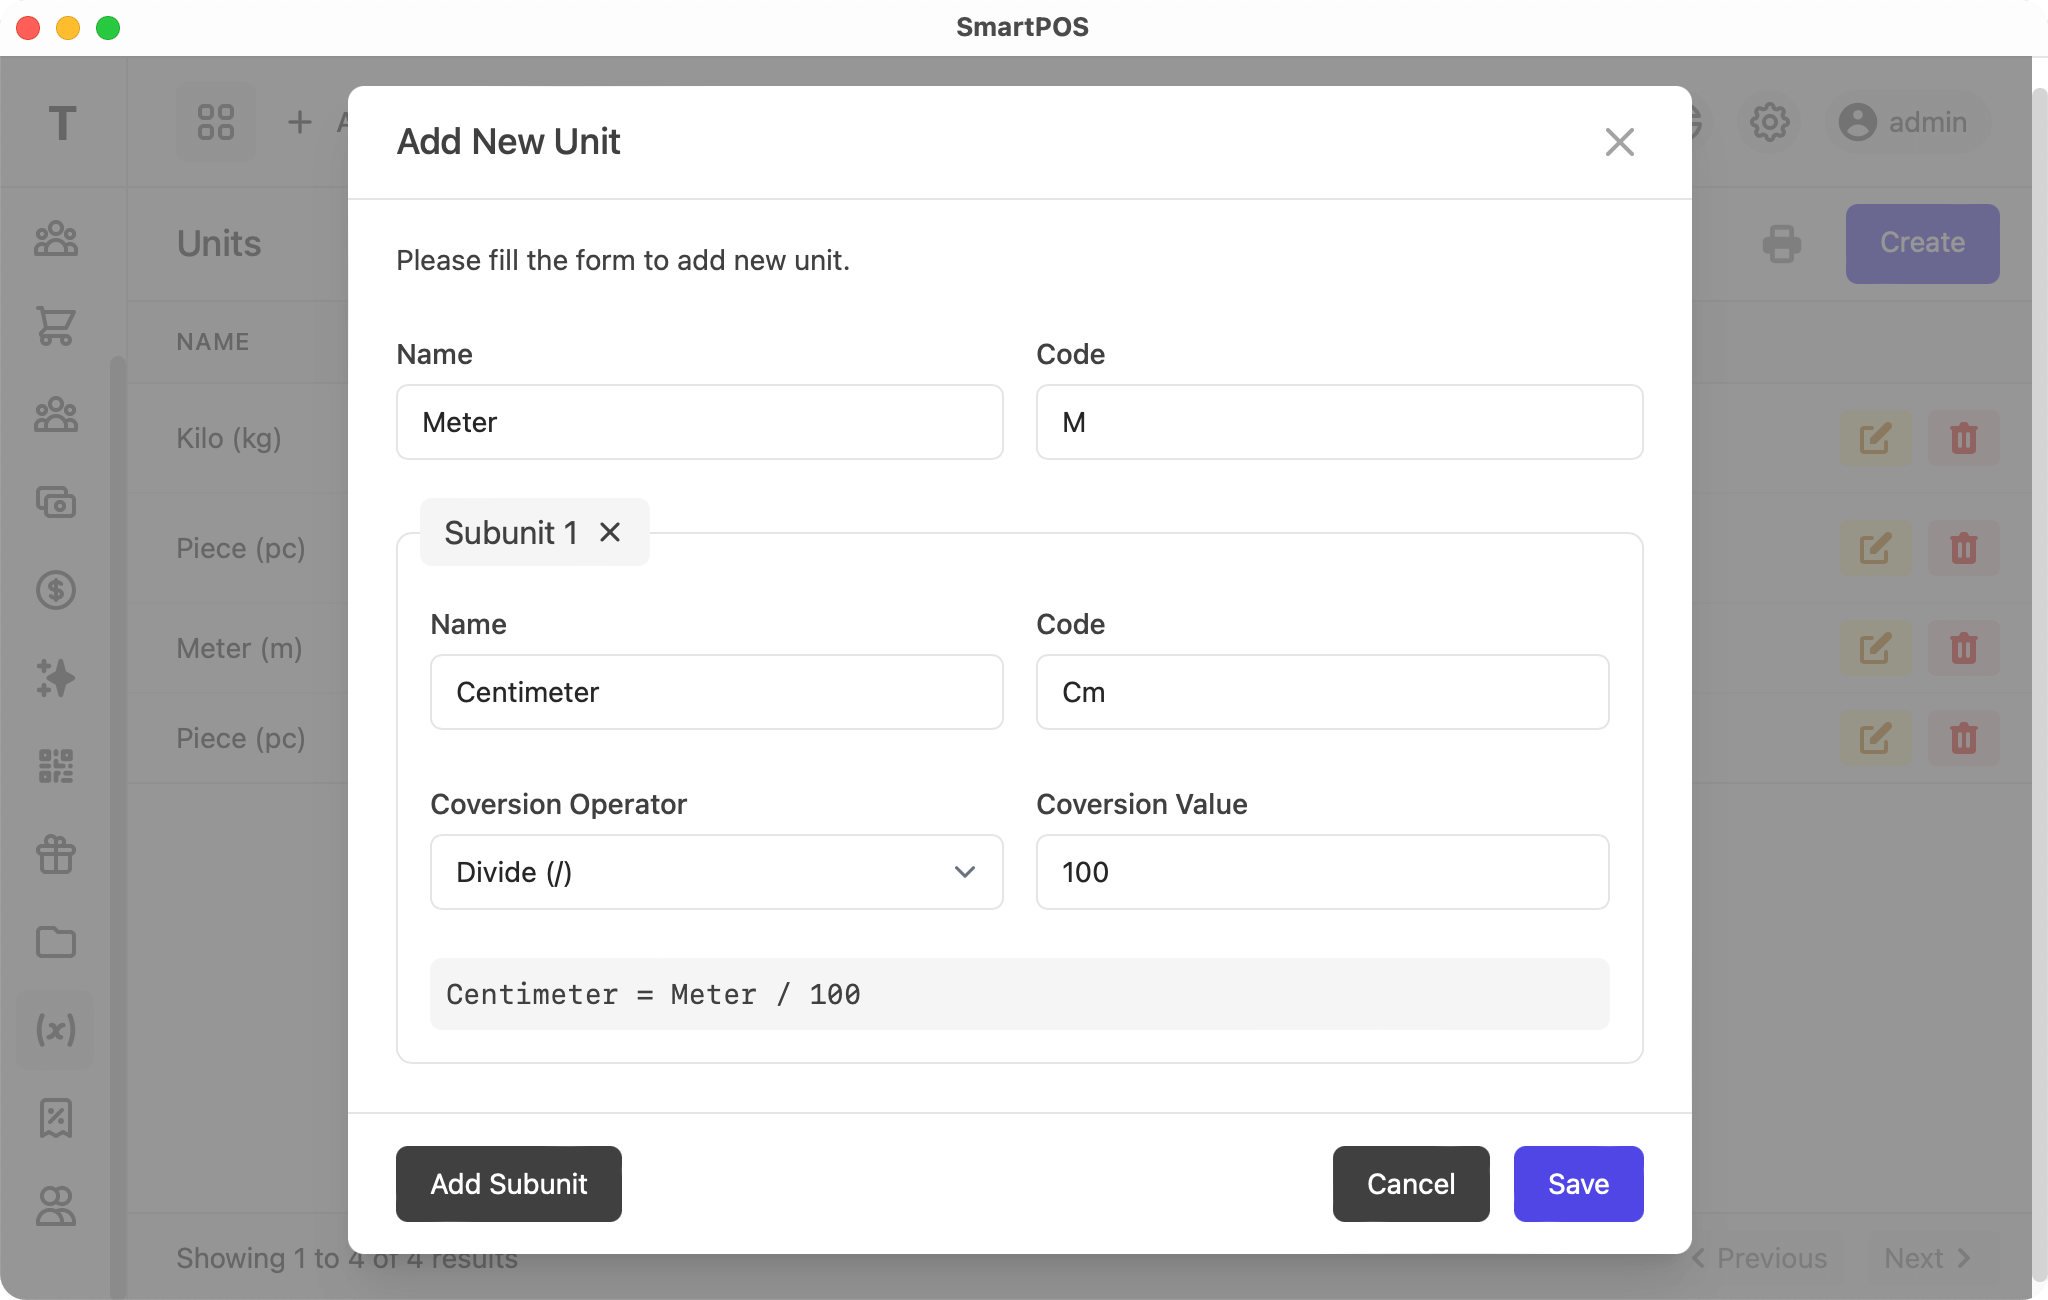 SmartPOS
T
admin
Units
Create
NAME
Kilo (kg)
Piece (pc)
Meter (m)
Piece (pc)
Showing 1 to 4 of 4 results
Previous
Next
Add New Unit
Please fill the form to add new unit.
Name
Code
Meter
M
Subunit 1
Name
Code
Centimeter
Cm
Coversion Operator
Coversion Value
Divide (/)
100
Centimeter = Meter / 100
Add Subunit
Cancel
Save